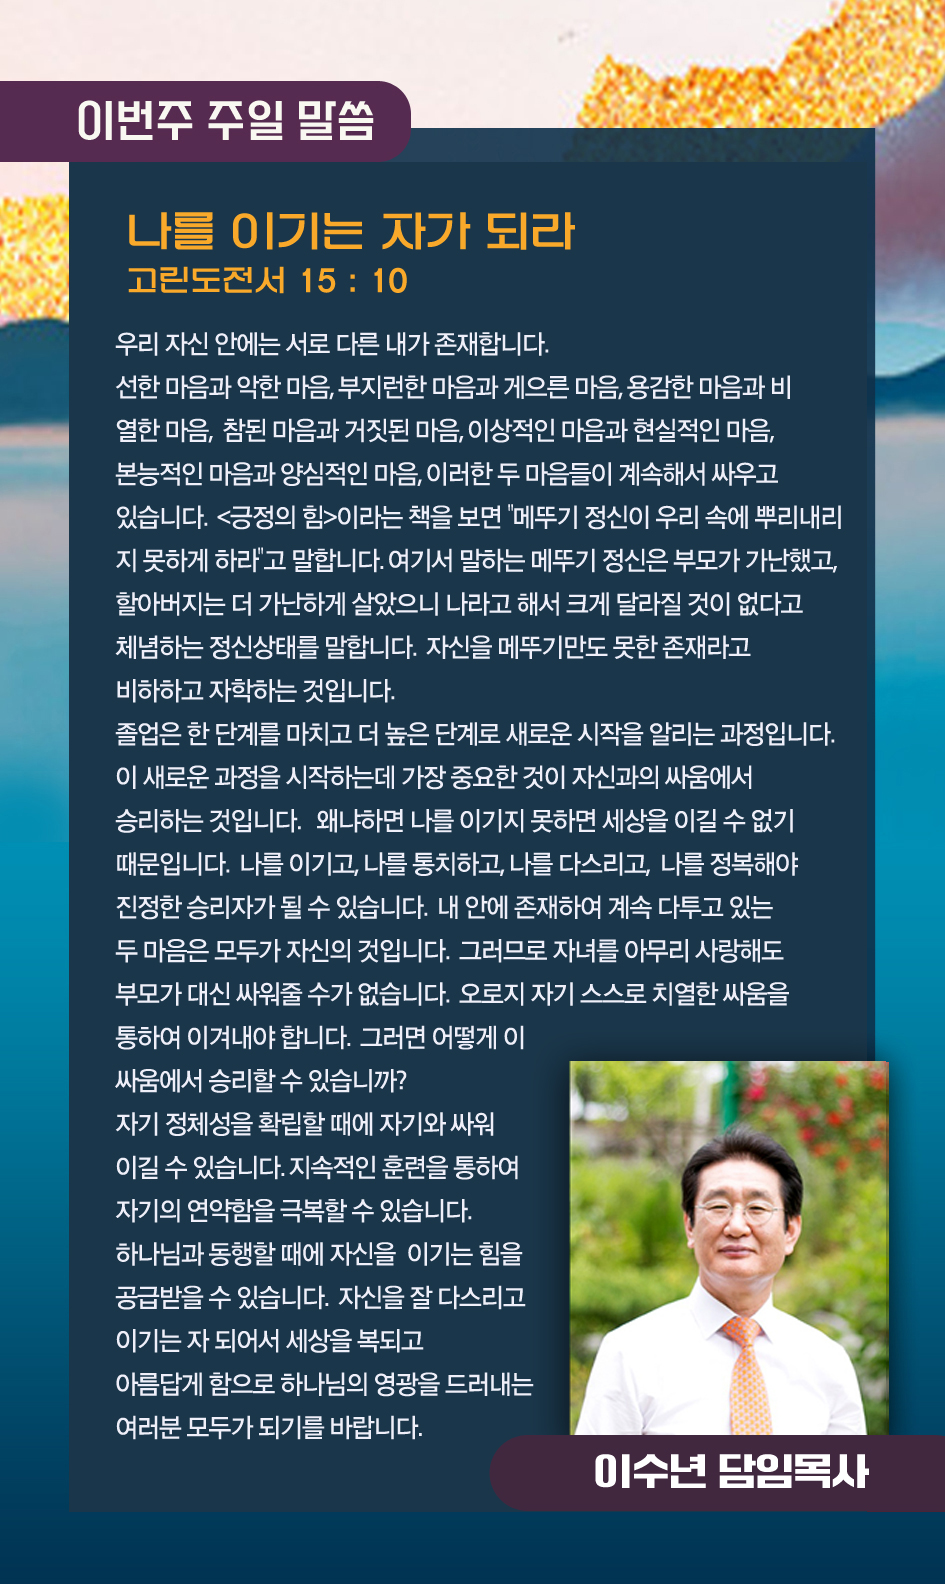 이번주 주일 말씀
나를 이기는 자가 되라
고린도전서 15 : 10
우리 자신 안에는 서로 다른 내가 존재합니다.
선한 마음과 악한 마음, 부지런한 마음과 게으른 마음, 용감한 마음과 비
열한 마음, 참된 마음과 거짓된 마음, 이상적인 마음과 현실적인 마음,
본능적인 마음과 양심적인 마음, 이러한 두 마음들이 계속해서 싸우고
있습니다. <긍정의 힘>이라는 책을 보면 "메뚜기 정신이 우리 속에 뿌리내리
지 못하게 하라"고 말합니다. 여기서 말하는 메뚜기 정신은 부모가 가난했고,
할아버지는 더 가난하게 살았으니 나라고 해서 크게 달라질 것이 없다고
체념하는 정신상태를 말합니다. 자신을 메뚜기만도 못한 존재라고
비하하고 자학하는 것입니다.
졸업은 한 단계를 마치고 더 높은 단계로 새로운 시작을 알리는 과정입니다.
이 새로운 과정을 시작하는데 가장 중요한 것이 자신과의 싸움에서
승리하는 것입니다. 왜냐하면 나를 이기지 못하면 세상을 이길 수 없기
때문입니다. 나를 이기고, 나를 통치하고, 나를 다스리고, 나를 정복해야
진정한 승리자가 될 수 있습니다. 내 안에 존재하여 계속 다투고 있는
두 마음은 모두가 자신의 것입니다. 그러므로 자녀를 아무리 사랑해도
부모가 대신 싸워줄 수가 없습니다. 오로지 자기 스스로 치열한 싸움을
통하여 이겨내야 합니다. 그러면 어떻게 이
싸움에서 승리할 수 있습니까?
자기 정체성을 확립할 때에 자기와 싸워
이길 수 있습니다. 지속적인 훈련을 통하여
자기의 연약함을 극복할 수 있습니다.
하나님과 동행할 때에 자신을 이기는 힘을
공급받을 수 있습니다. 자신을 잘 다스리고
이기는 자 되어서 세상을 복되고
아름답게 함으로 하나님의 영광을 드러내는
여러분 모두가 되기를 바랍니다.
이수년 담임목사